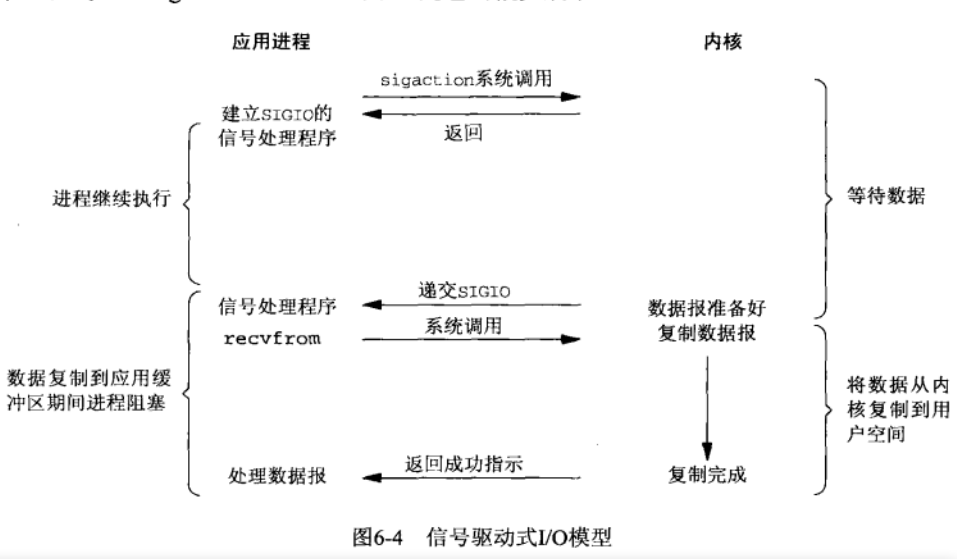 应用进程
内核
sigaction系统调用
建立SIGIO的
信号处理程序
返回
进程继续执行
等待数据
递交SIGIO
信号处理程序
数据报准备好
系统调用
recvfrom
复制数据报
数据复制到应用缓
冲区期间进程阻塞
将数据从内
核复制到用
户空间
返回成功指示
处理数据报
复制完成
图6-4 信号驱动式I/O模型